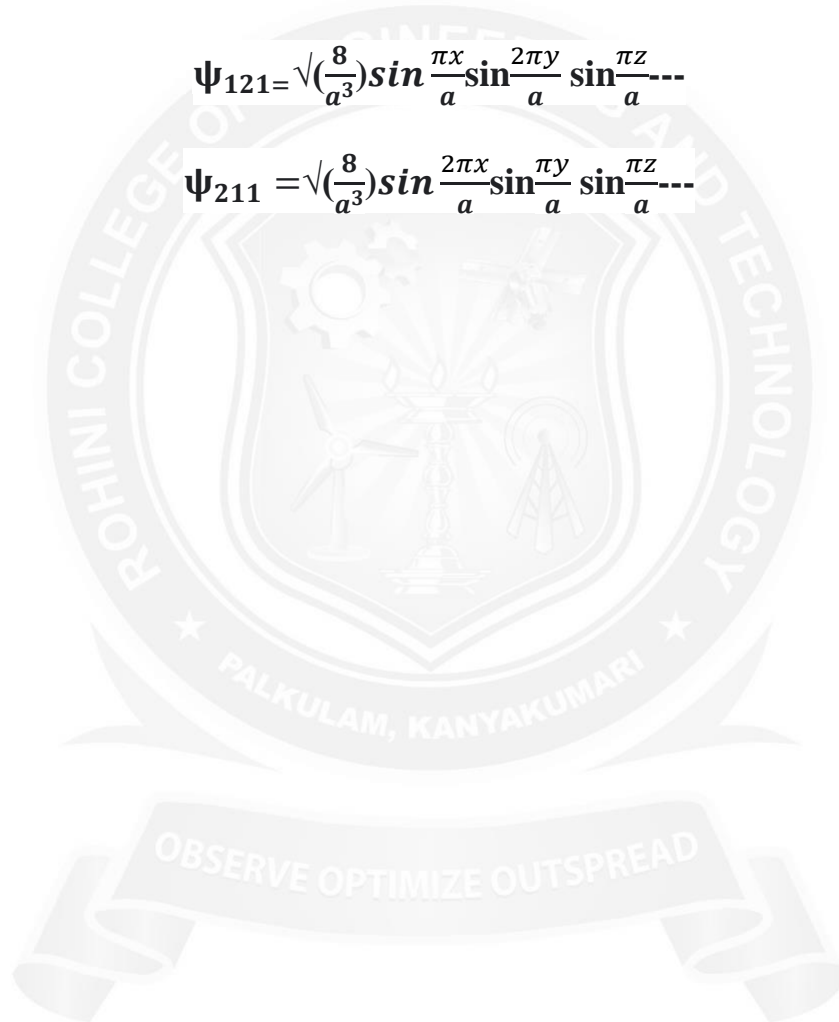 ψ₁₂₁₌ √(8/a³)sin πx/a sin 2πy/a sin πz/a---
ψ₂₁₁ =√(8/a³)sin 2πx/a sin πy/a sin πz/a---
ROHINI COLLEGE OF ENGINEERING AND TECHNOLOGY
PALKULAM, KANYAKUMARI
OBSERVE OPTIMIZE OUTSPREAD